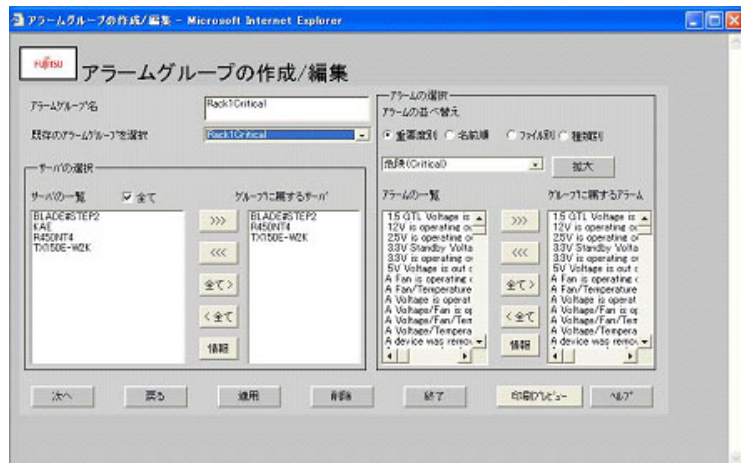 アラームグループの作成/編集 - Microsoft Internet Explorer
FUJITSU
アラームグループの作成/編集
アラームグループ名
Rack1Critical
既存のアラームグループを選択
Rack1Critical
サーバの選択
サーバの一覧
全て
グループに属するサーバ
BLADE#STEP2
KAE
R450NT4
TX150E-W2K
>>>
<<<
全て>
<全て
情報
BLADE#STEP2
R450NT4
TX150E-W2K
アラームの選択
アラームの並べ替え
重要度別
名前順
ファイル別
種類別
危険(Critical)
拡大
アラームの一覧
グループに属するアラーム
1.5 GTL Voltage is
12V is operating o
2.5V is operating o
3.3V Standby Volta
3.3V is operating o
5V Voltage is out
A Fan is operating
A Fan/Temperature
A Voltage is operat
A Voltage/Fan is op
A Voltage/Fan/Tem
A Voltage/Tempera
A device was remov
>>>
<<<
全て>
<全て
情報
1.5 GTL Voltage is
12V is operating o
2.5V is operating o
3.3V Standby Volta
3.3V is operating o
5V Voltage is out
A Fan is operating
A Fan/Temperature
A Voltage is operat
A Voltage/Fan is op
A Voltage/Fan/Tem
A Voltage/Tempera
A device was remov
次へ
戻る
適用
削除
終了
印刷プレビュー
ヘルプ